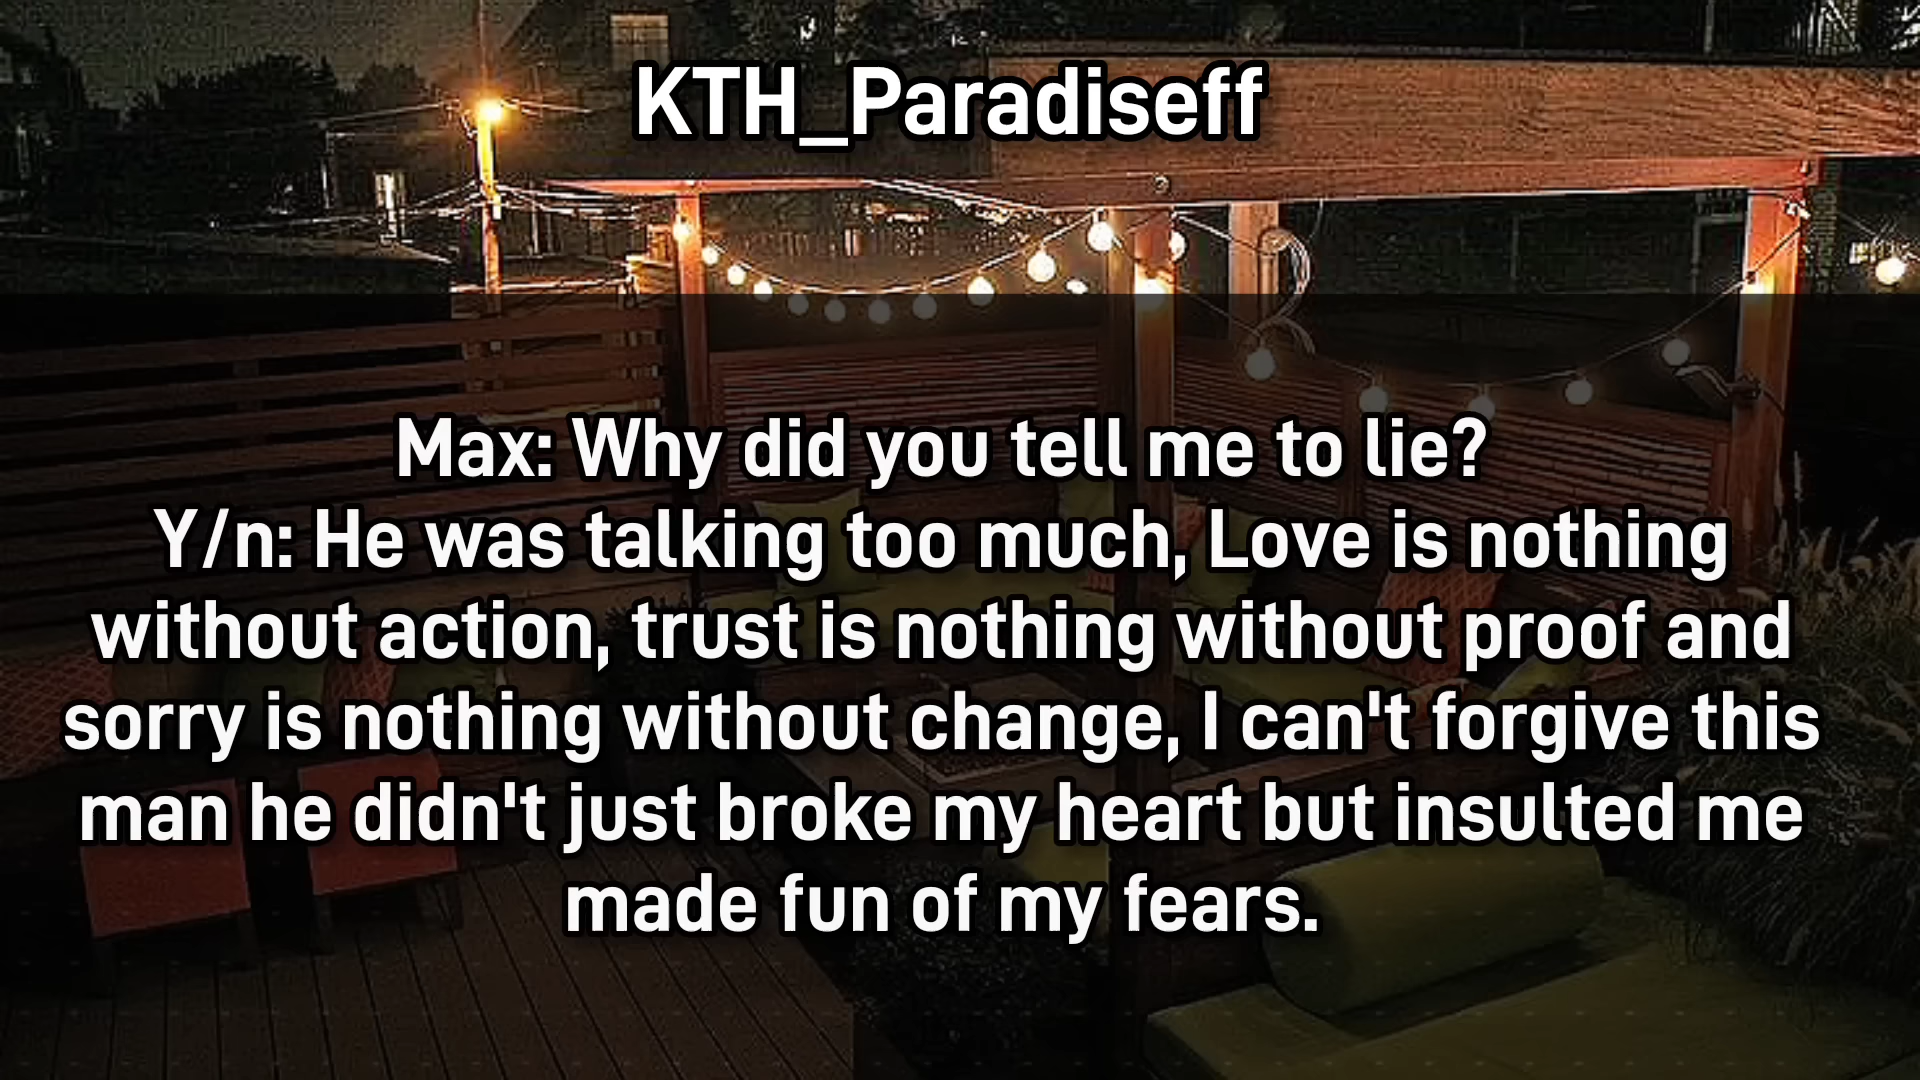 KTH_Paradiseff
Max: Why did you tell me to lie?
Y/n: He was talking too much, Love is nothing
without action, trust is nothing without proof and
sorry is nothing without change, I can't forgive this
man he didn't just broke my heart but insulted me
made fun of my fears.